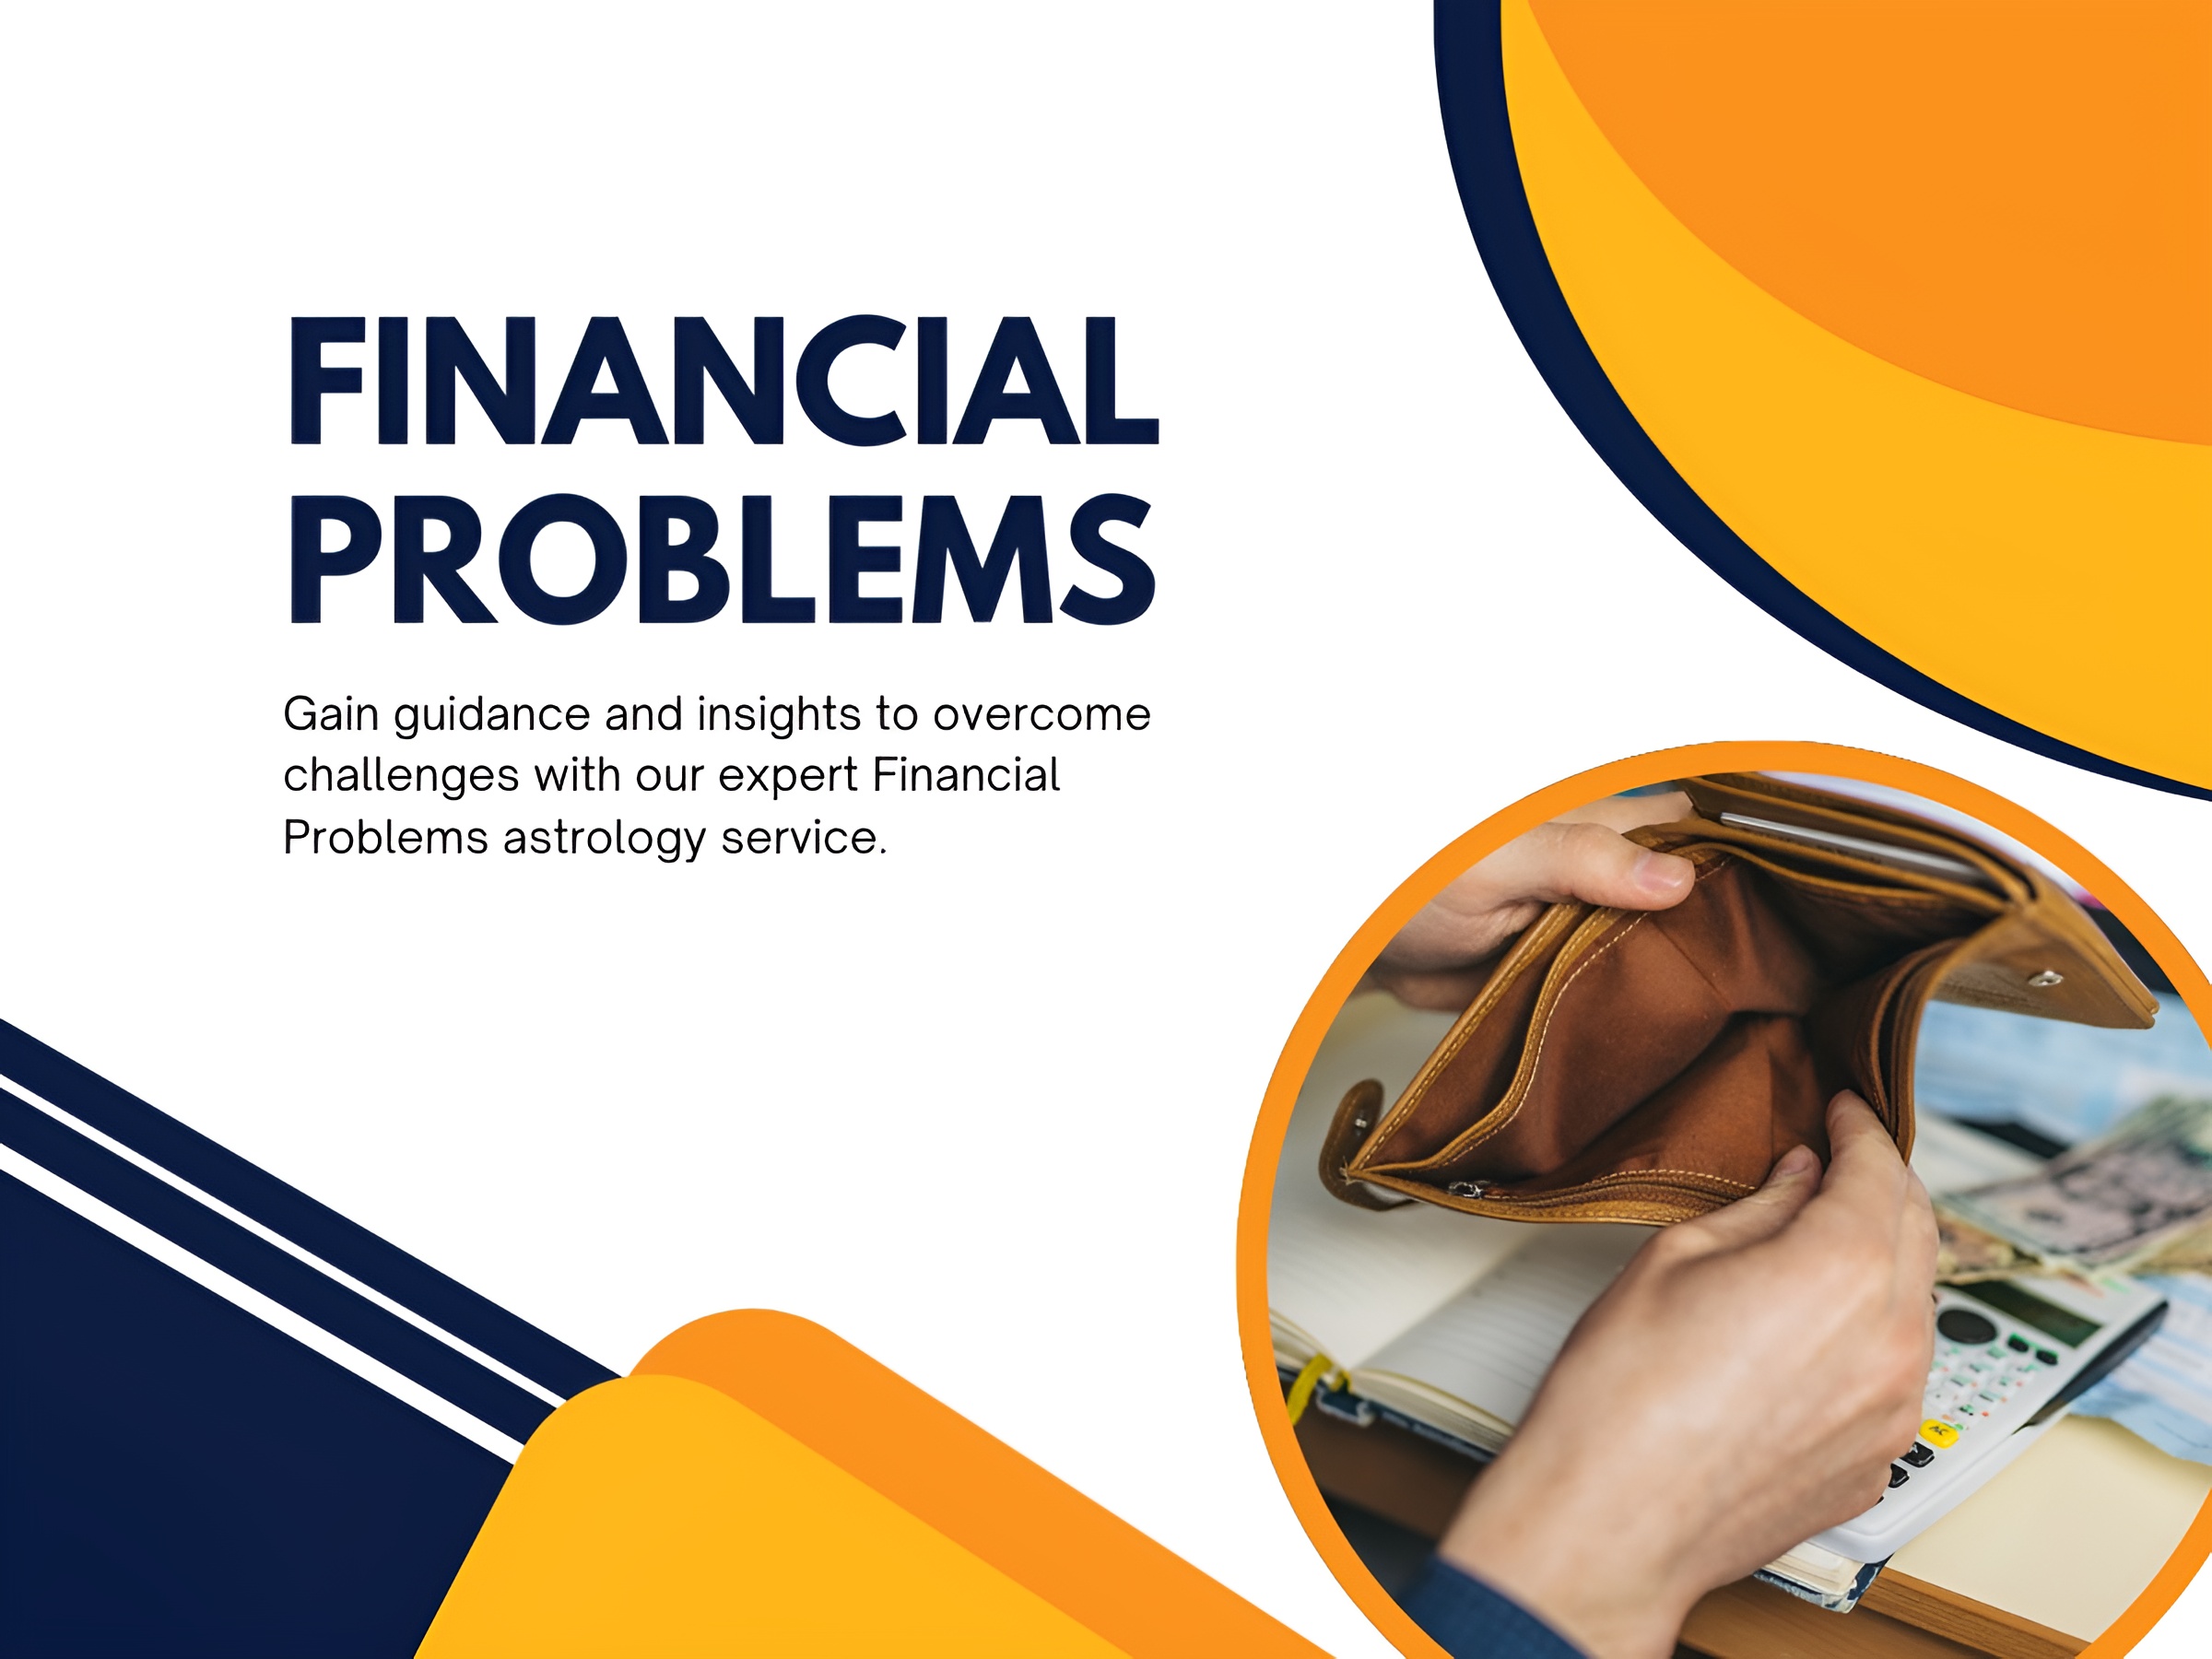 FINANCIAL
PROBLEMS
Gain guidance and insights to overcome
challenges with our expert Financial
Problems astrology service.